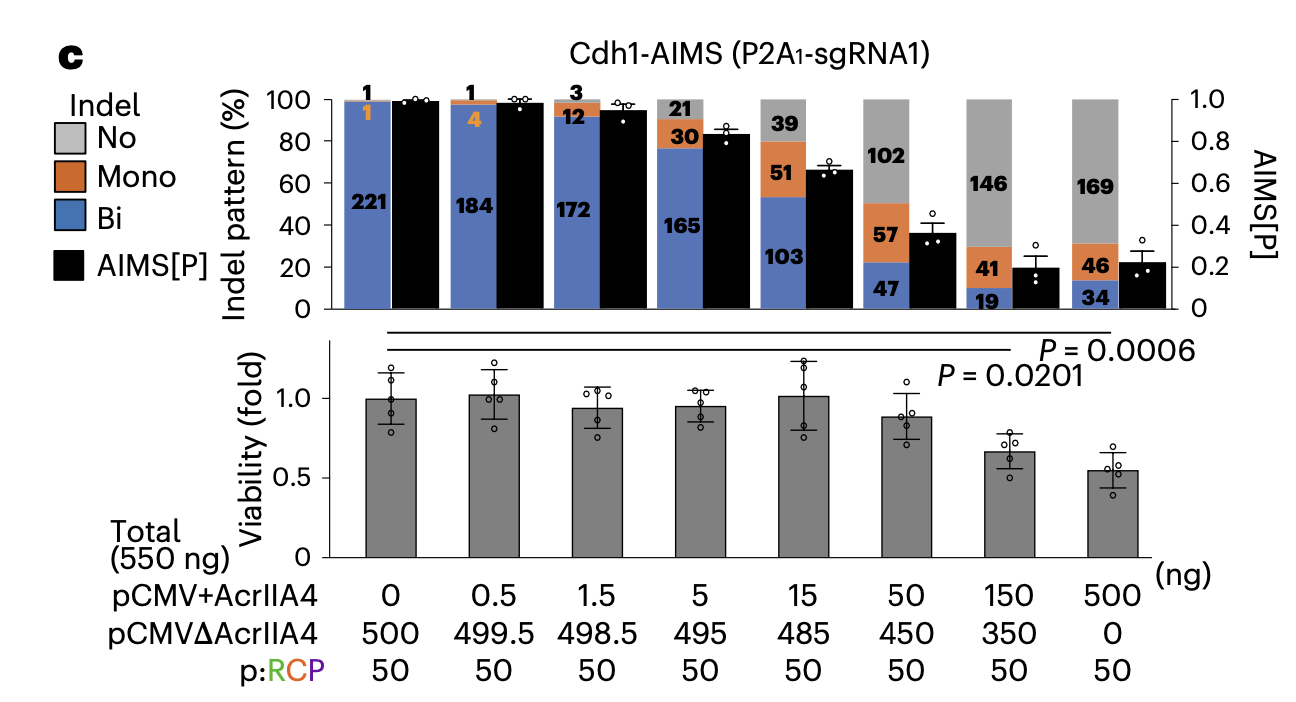 c
Cdh1-AIMS (P2A1-sgRNA1)
Indel
No
Mono
Bi
AIMS[P]
Indel pattern (%)
100
80
60
40
20
0
1 1 3 21 39 102 146 169
1 4 12 30 51 57 41 46
221 184 172 165 103 47 19 34
1.0
0.8
0.6
0.4
0.2
0
AIMS[P]
P = 0.0006
P = 0.0201
Viability (fold)
1.0
0.5
0
Total
(550 ng)
(ng)
pCMV+AcrIIA4 0 0.5 1.5 5 15 50 150 500
pCMVΔAcrIIA4 500 499.5 498.5 495 485 450 350 0
p:RCP 50 50 50 50 50 50 50 50